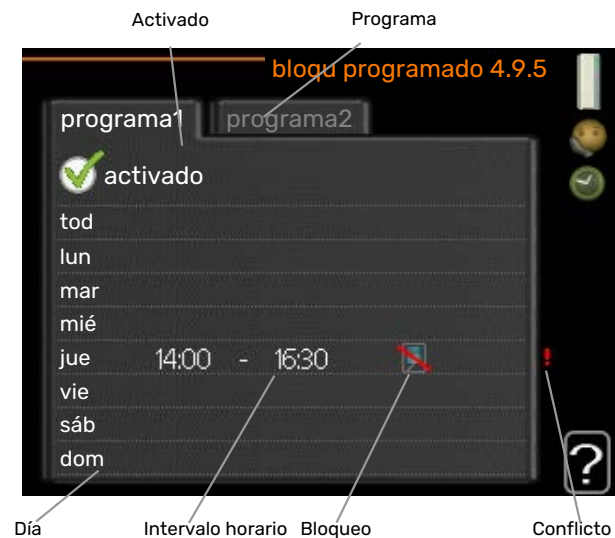 Activado Programa
bloqu programado 4.9.5
programa1 programa2
activado
tod
lun
mar
mié
jue 14:00 - 16:30
vie
sáb
dom
?
Día Intervalo horario Bloqueo Conflicto